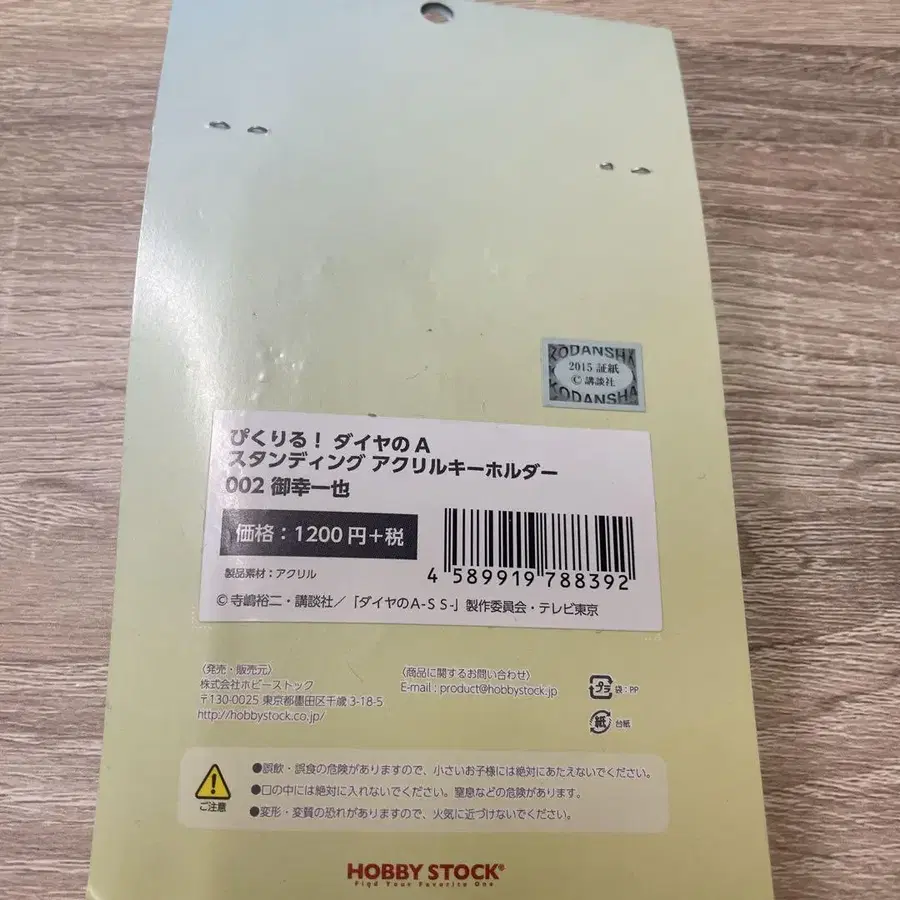 KODANSHA
2015 証紙
© 講談社
KODANSHA
ぴくりる！ ダイヤのA
スタンディング アクリルキーホルダー
002 御幸一也
価格：1200円+税
製品素材：アクリル
4 589919 788392
© 寺嶋裕二・講談社／「ダイヤのA-SS-」製作委員会・テレビ東京
〈発売・販売元〉
株式会社ホビーストック
〒130-0025 東京都墨田区千歳 3-18-5
http://hobbystock.co.jp/
〈商品に関するお問い合わせ〉
E-mail : product@hobbystock.jp
プラ 袋：PP
紙 台紙
ご注意
●誤飲・誤食の危険がありますので、小さいお子様には絶対にあたえないでください。
●口の中には絶対に入れないでください。窒息などの危険があります。
●変形・変質の恐れがありますので、火気に近づけないでください。
HOBBY STOCK®
Find Your Favorite One